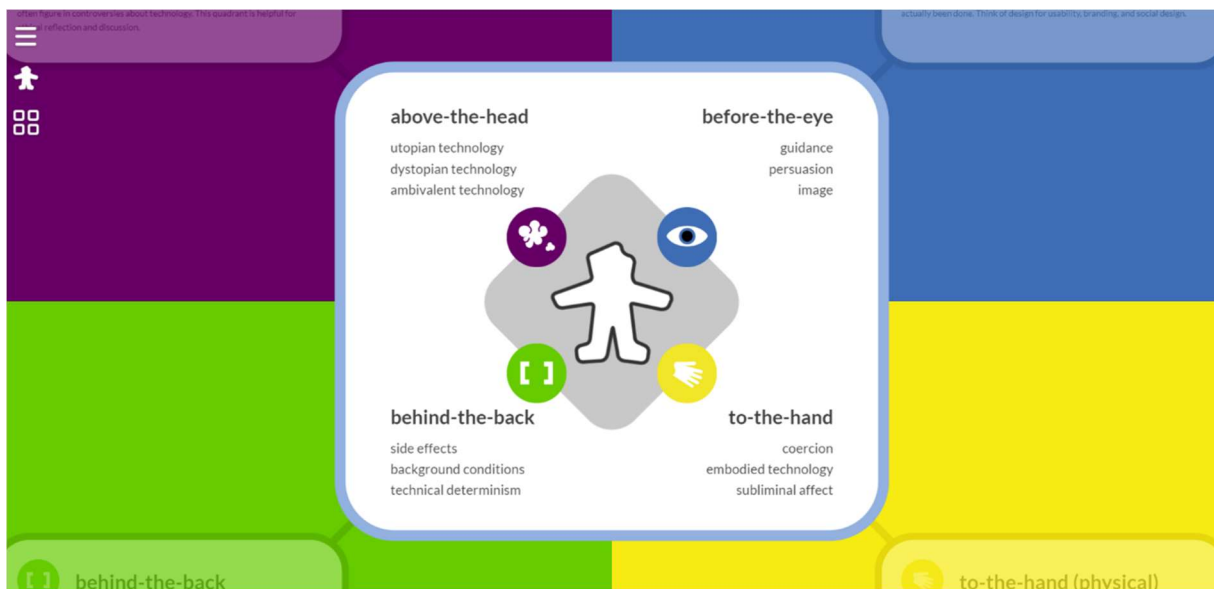 often figure in controversies about technology. This quadrant is helpful for
reflection and discussion.
actually been done. Think of design for usability, branding, and social design.
above-the-head
utopian technology
dystopian technology
ambivalent technology
before-the-eye
guidance
persuasion
image
behind-the-back
side effects
background conditions
technical determinism
to-the-hand
coercion
embodied technology
subliminal affect
behind-the-back
to-the-hand (physical)